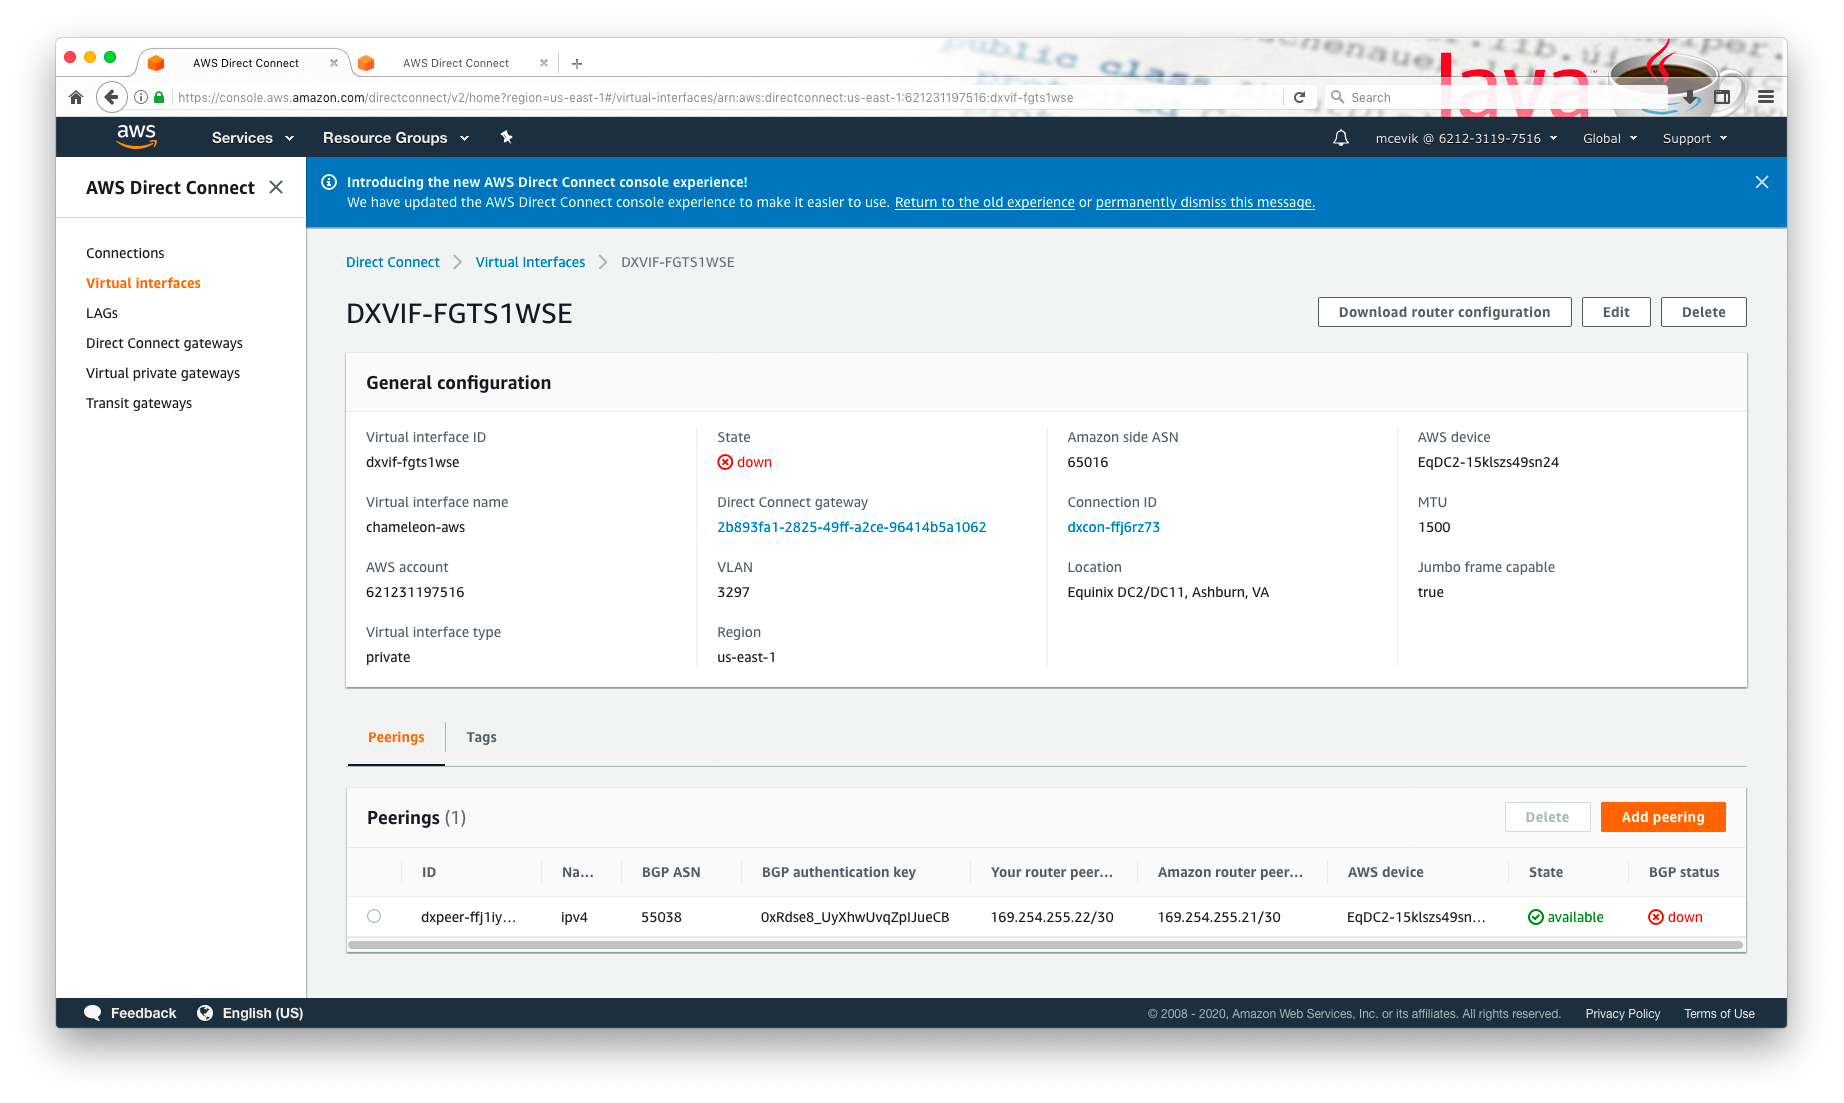 AWS Direct Connect
AWS Direct Connect
https://console.aws.amazon.com/directconnect/v2/home?region=us-east-1#/virtual-interfaces/arn:aws:directconnect:us-east-1:621231197516:dxvif-fgts1wse
Search
public class
aws
Services
Resource Groups
mcevik @ 6212-3119-7516
Global
Support
AWS Direct Connect
Connections
Virtual interfaces
LAGs
Direct Connect gateways
Virtual private gateways
Transit gateways
Introducing the new AWS Direct Connect console experience!
We have updated the AWS Direct Connect console experience to make it easier to use. Return to the old experience or permanently dismiss this message.
Direct Connect
Virtual Interfaces
DXVIF-FGTS1WSE
DXVIF-FGTS1WSE
Download router configuration
Edit
Delete
General configuration
Virtual interface ID
dxvif-fgts1wse
Virtual interface name
chameleon-aws
AWS account
621231197516
Virtual interface type
private
State
down
Direct Connect gateway
2b893fa1-2825-49ff-a2ce-96414b5a1062
VLAN
3297
Region
us-east-1
Amazon side ASN
65016
Connection ID
dxcon-ffj6rz73
Location
Equinix DC2/DC11, Ashburn, VA
AWS device
EqDC2-15klszs49sn24
MTU
1500
Jumbo frame capable
true
Peerings
Tags
Peerings (1)
Delete
Add peering
ID
Na...
BGP ASN
BGP authentication key
Your router peer...
Amazon router peer...
AWS device
State
BGP status
dxpeer-ffj1iy...
ipv4
55038
0xRdse8_UyXhwUvqZpIJueCB
169.254.255.22/30
169.254.255.21/30
EqDC2-15klszs49sn...
available
down
Feedback
English (US)
© 2008 - 2020, Amazon Web Services, Inc. or its affiliates. All rights reserved.
Privacy Policy
Terms of Use